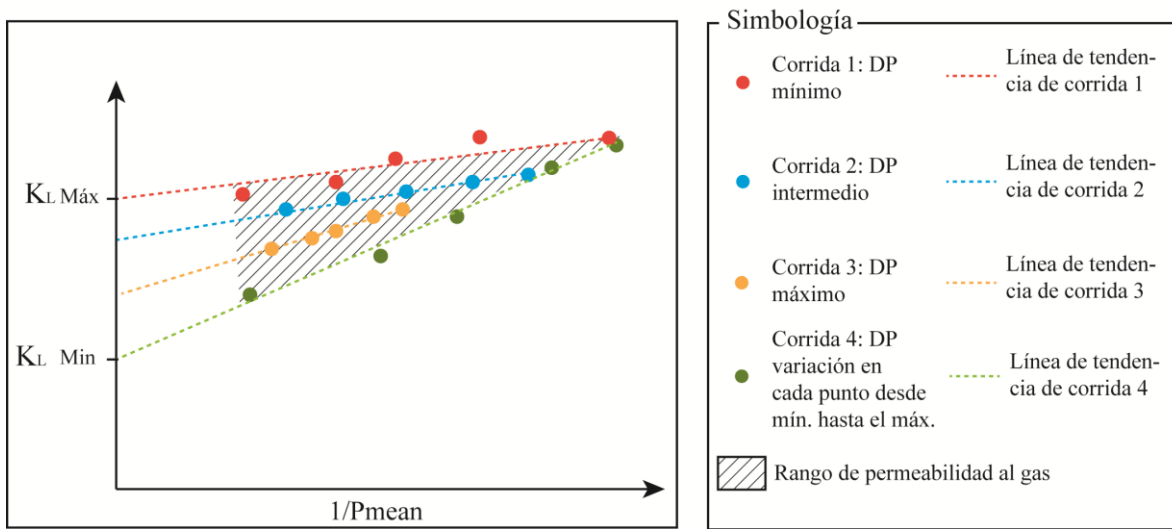 KL Máx
KL Min
1/Pmean
Simbología
Corrida 1: DP
mínimo
Línea de tenden-
cia de corrida 1
Corrida 2: DP
intermedio
Línea de tenden-
cia de corrida 2
Corrida 3: DP
máximo
Línea de tenden-
cia de corrida 3
Corrida 4: DP
variación en
cada punto desde
mín. hasta el máx.
Línea de tenden-
cia de corrida 4
Rango de permeabilidad al gas